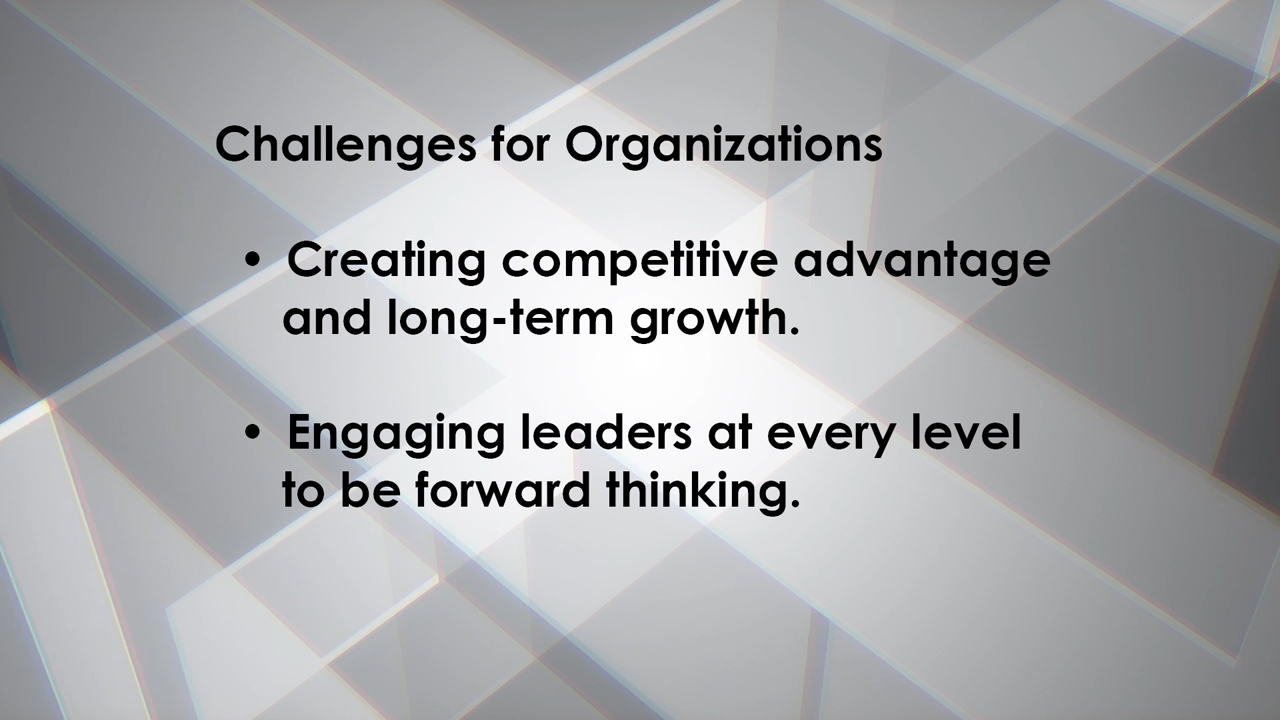 Challenges for Organizations
• Creating competitive advantage
and long-term growth.
• Engaging leaders at every level
to be forward thinking.